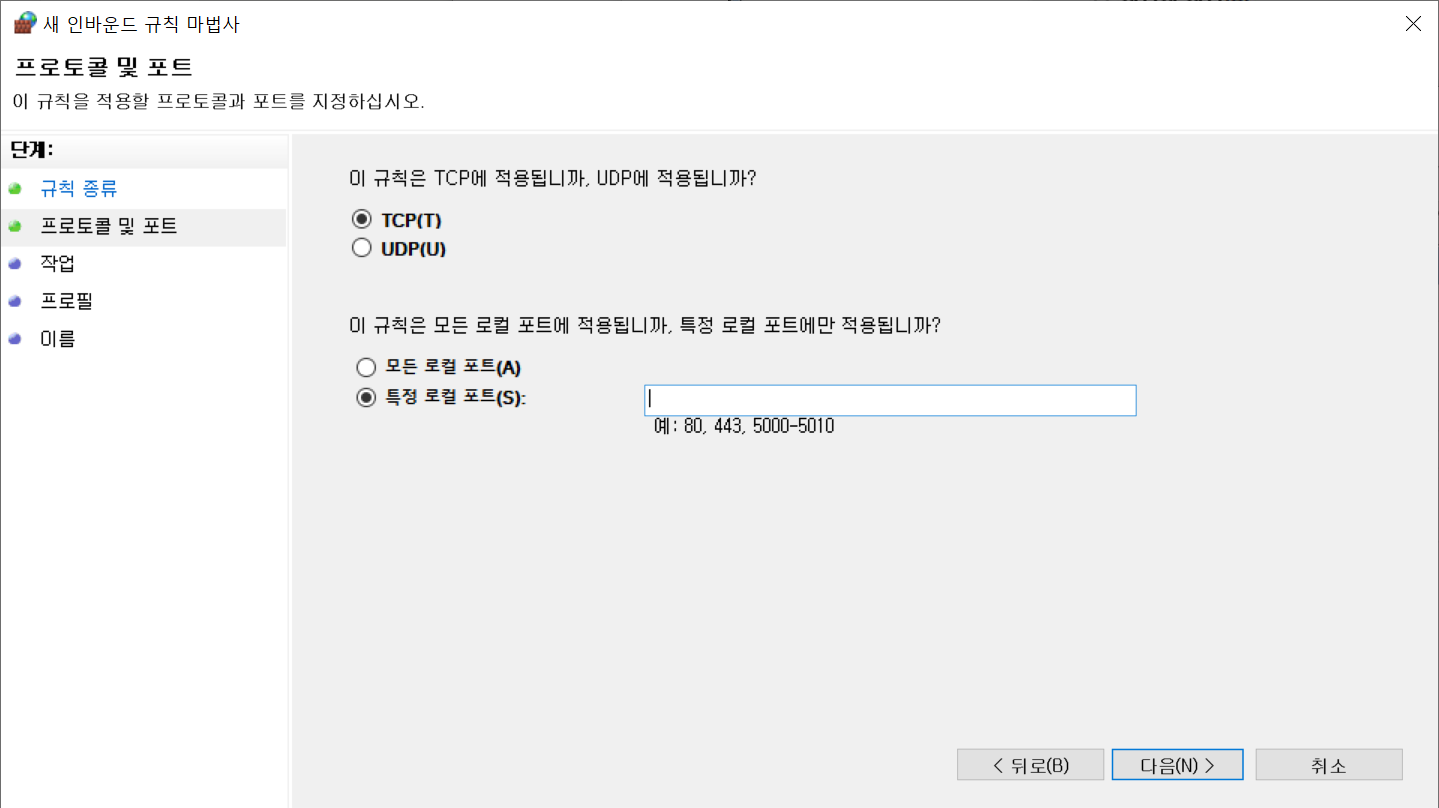 새 인바운드 규칙 마법사
프로토콜 및 포트
이 규칙을 적용할 프로토콜과 포트를 지정하십시오.
단계:
규칙 종류
프로토콜 및 포트
작업
프로필
이름
이 규칙은 TCP에 적용됩니까, UDP에 적용됩니까?
TCP(T)
UDP(U)
이 규칙은 모든 로컬 포트에 적용됩니까, 특정 로컬 포트에만 적용됩니까?
모든 로컬 포트(A)
특정 로컬 포트(S):
예: 80, 443, 5000-5010
< 뒤로(B) 다음(N) > 취소